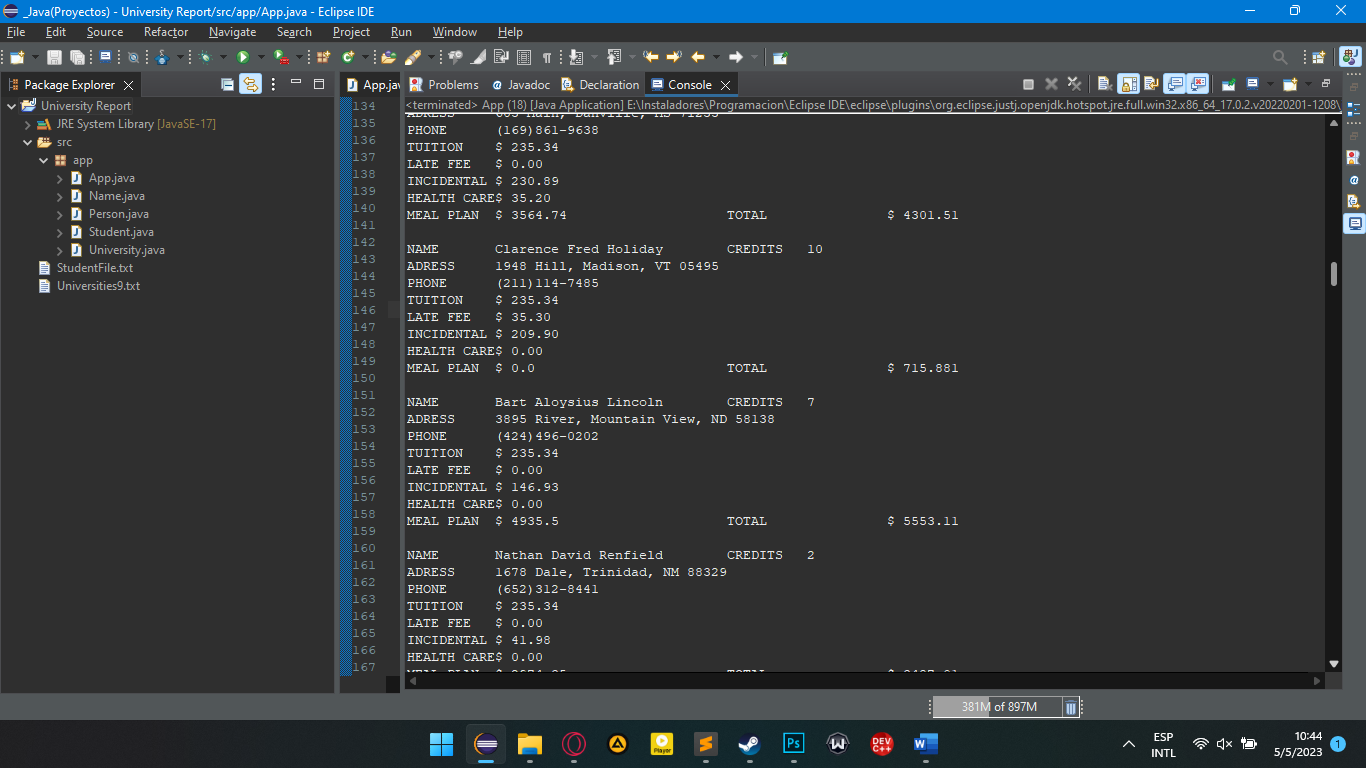 _Java(Proyectos) - University Report/src/app/App.java - Eclipse IDE
File Edit Source Refactor Navigate Search Project Run Window Help
Package Explorer
University Report
JRE System Library [JavaSE-17]
src
app
App.java
Name.java
Person.java
Student.java
University.java
StudentFile.txt
Universities9.txt
App.jav
134
135
136
137
138
139
140
141
142
143
144
145
146
147
148
149
150
151
152
153
154
155
156
157
158
159
160
161
162
163
164
165
166
167
Problems Javadoc Declaration Console
<terminated> App (18) [Java Application] E:\Instaladores\Programacion\Eclipse IDE\eclipse\plugins\org.eclipse.justj.openjdk.hotspot.jre.full.win32.x86_64_17.0.2.v20220201-1208\
PHONE (169)861-9638
TUITION $ 235.34
LATE FEE $ 0.00
INCIDENTAL $ 230.89
HEALTH CARE$ 35.20
MEAL PLAN $ 3564.74 TOTAL $ 4301.51
NAME Clarence Fred Holiday CREDITS 10
ADRESS 1948 Hill, Madison, VT 05495
PHONE (211)114-7485
TUITION $ 235.34
LATE FEE $ 35.30
INCIDENTAL $ 209.90
HEALTH CARE$ 0.00
MEAL PLAN $ 0.0 TOTAL $ 715.881
NAME Bart Aloysius Lincoln CREDITS 7
ADRESS 3895 River, Mountain View, ND 58138
PHONE (424)496-0202
TUITION $ 235.34
LATE FEE $ 0.00
INCIDENTAL $ 146.93
HEALTH CARE$ 0.00
MEAL PLAN $ 4935.5 TOTAL $ 5553.11
NAME Nathan David Renfield CREDITS 2
ADRESS 1678 Dale, Trinidad, NM 88329
PHONE (652)312-8441
TUITION $ 235.34
LATE FEE $ 0.00
INCIDENTAL $ 41.98
HEALTH CARE$ 0.00
381M of 897M
Player
Ps
DEV C++
W
ESP
INTL
10:44
5/5/2023
1